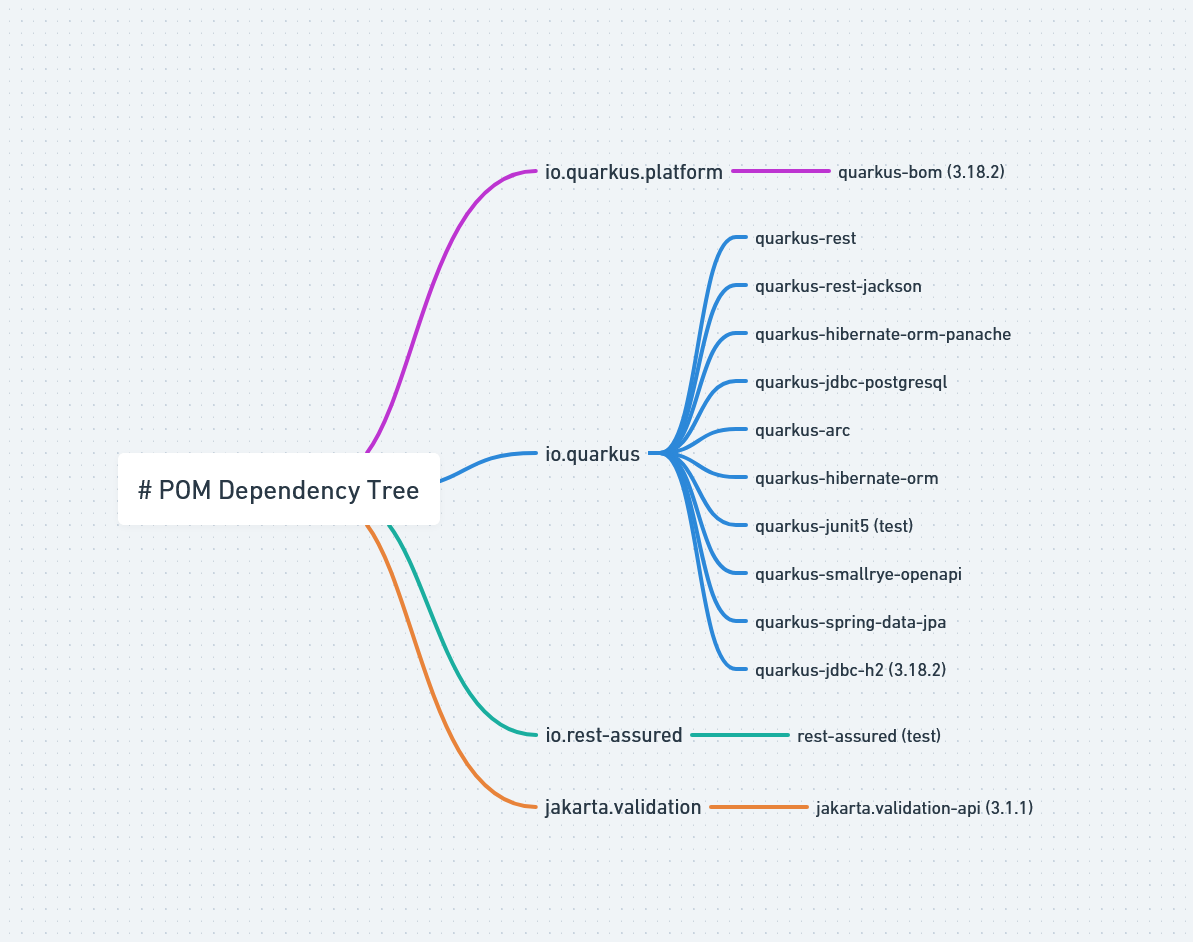 # POM Dependency Tree
io.quarkus.platform
quarkus-bom (3.18.2)
io.quarkus
quarkus-rest
quarkus-rest-jackson
quarkus-hibernate-orm-panache
quarkus-jdbc-postgresql
quarkus-arc
quarkus-hibernate-orm
quarkus-junit5 (test)
quarkus-smallrye-openapi
quarkus-spring-data-jpa
quarkus-jdbc-h2 (3.18.2)
io.rest-assured
rest-assured (test)
jakarta.validation
jakarta.validation-api (3.1.1)